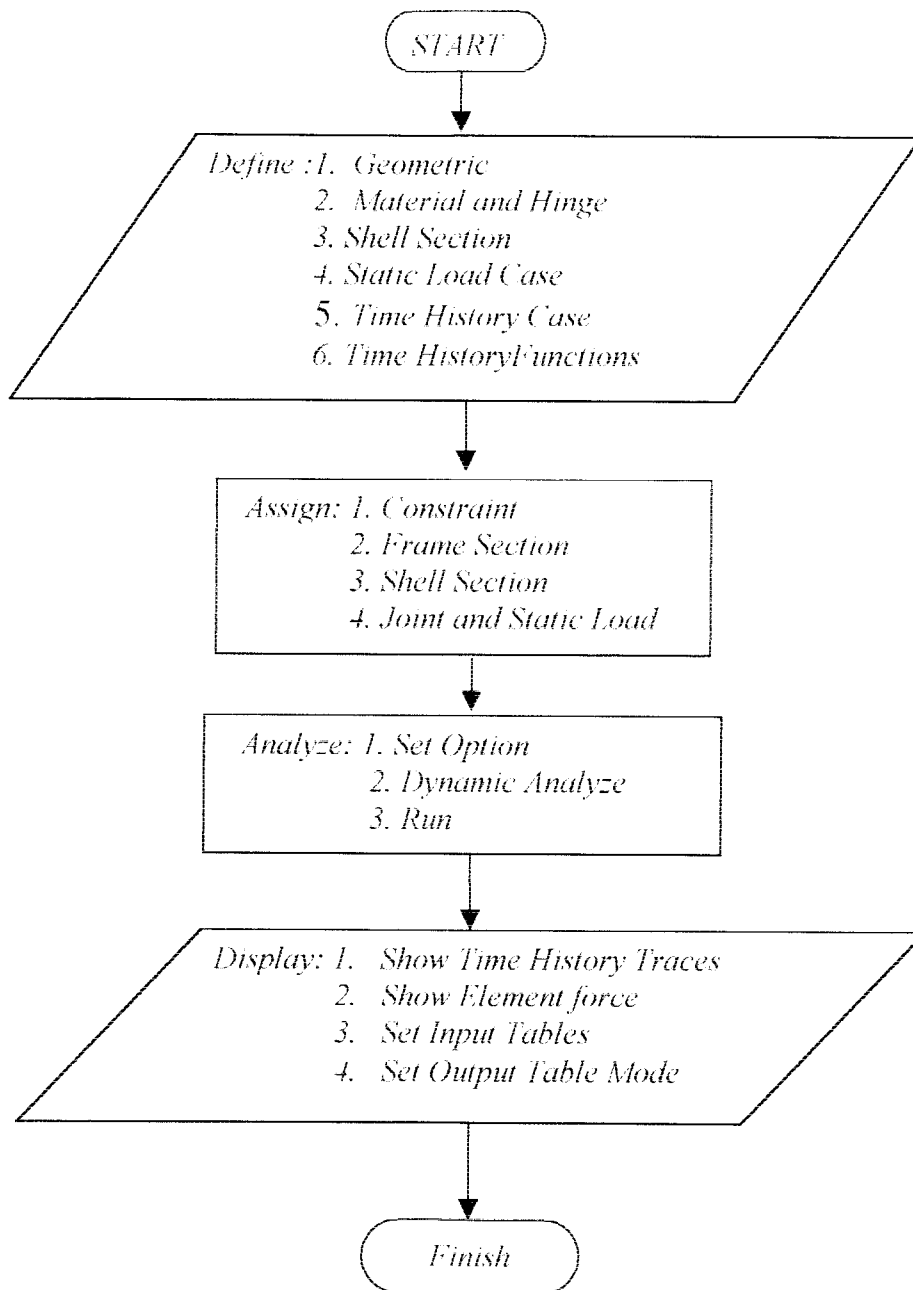 START
Define :1. Geometric
2. Material and Hinge
3. Shell Section
4. Static Load Case
5. Time History Case
6. Time HistoryFunctions
Assign: 1. Constraint
2. Frame Section
3. Shell Section
4. Joint and Static Load
Analyze: 1. Set Option
2. Dynamic Analyze
3. Run
Display: 1. Show Time History Traces
2. Show Element force
3. Set Input Tables
4. Set Output Table Mode
Finish